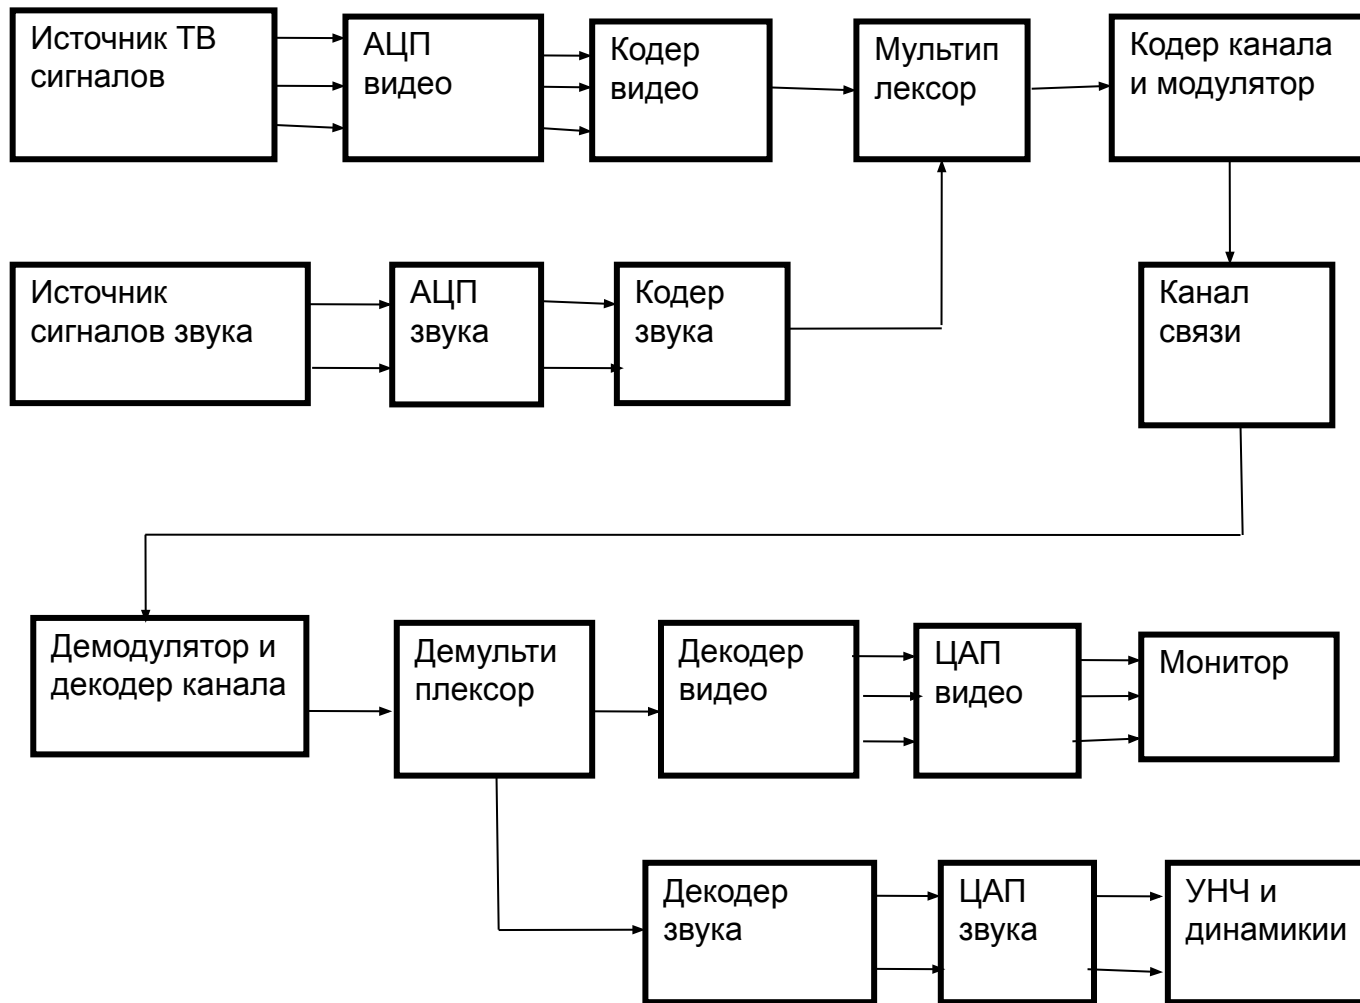 Источник ТВ
сигналов
АЦП
видео
Кодер
видео
Мультип
лексор
Кодер канала
и модулятор
Источник
сигналов звука
АЦП
звука
Кодер
звука
Канал
связи
Демодулятор и
декодер канала
Демульти
плексор
Декодер
видео
ЦАП
видео
Монитор
Декодер
звука
ЦАП
звука
УНЧ и
динамикии